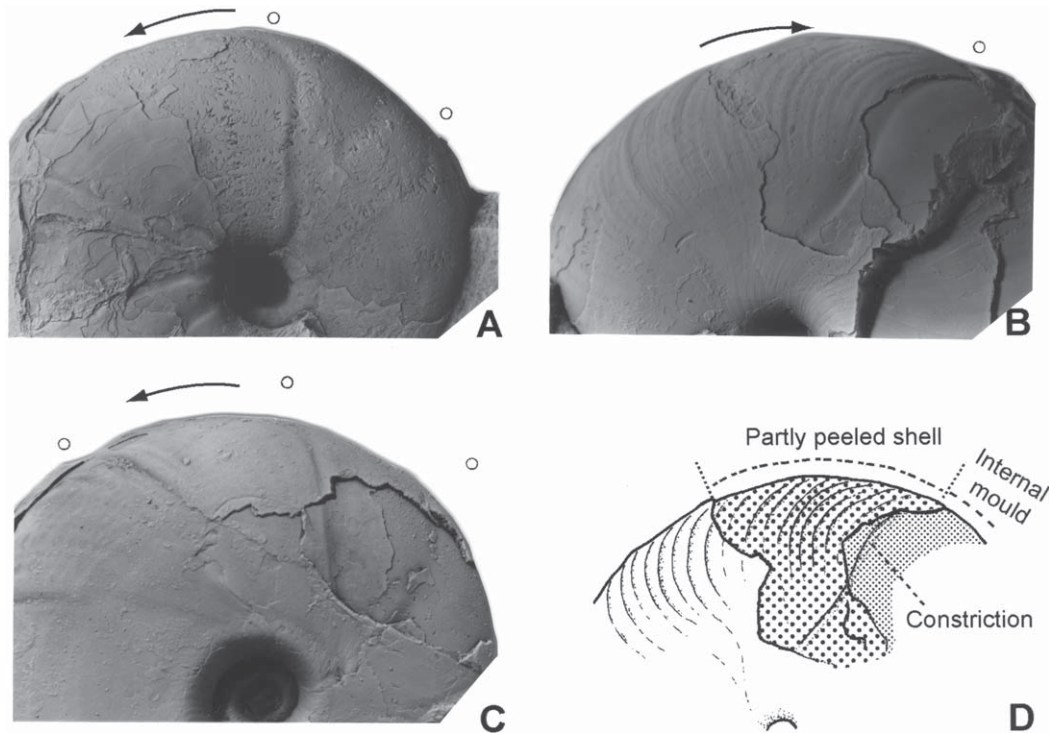 A
B
C
Partly peeled shell
Internal
mould
Constriction
D